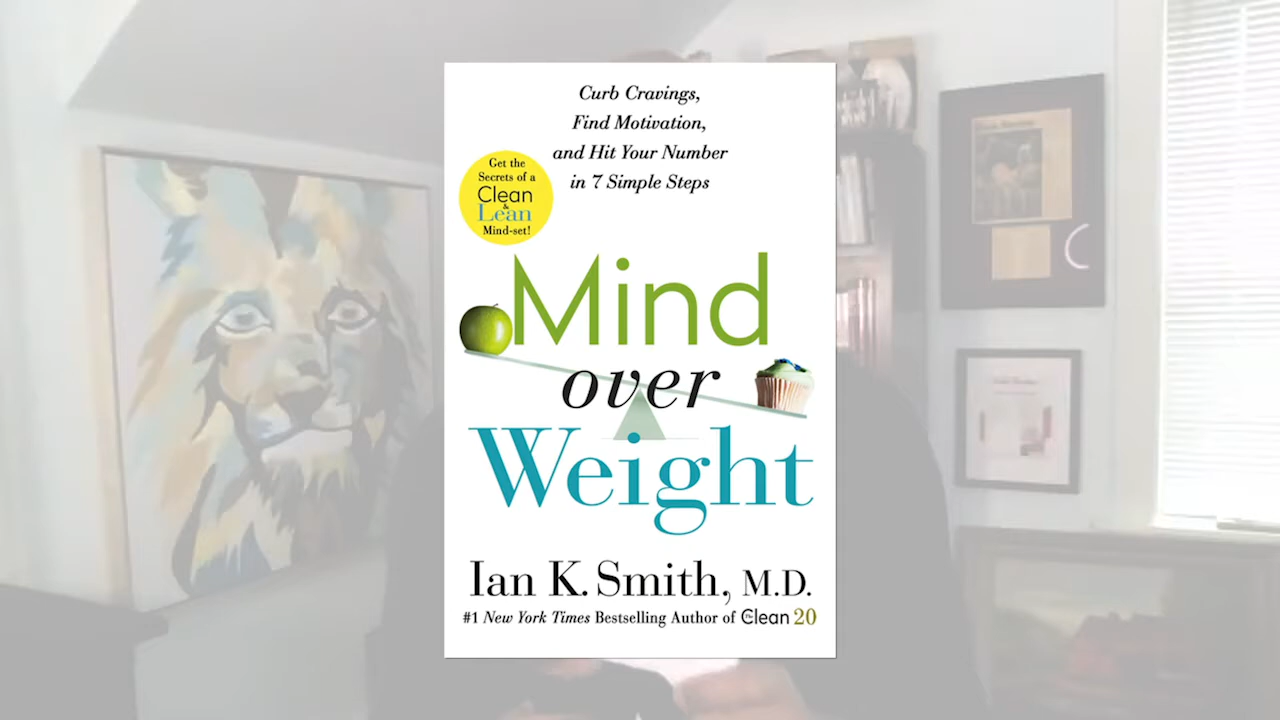 Curb Cravings,
Find Motivation,
and Hit Your Number
in 7 Simple Steps
Get the
Secrets of a
Clean
&
Lean
Mind-set!
Mind
over
Weight
Ian K. Smith, M.D.
#1 New York Times Bestselling Author of The Clean 20